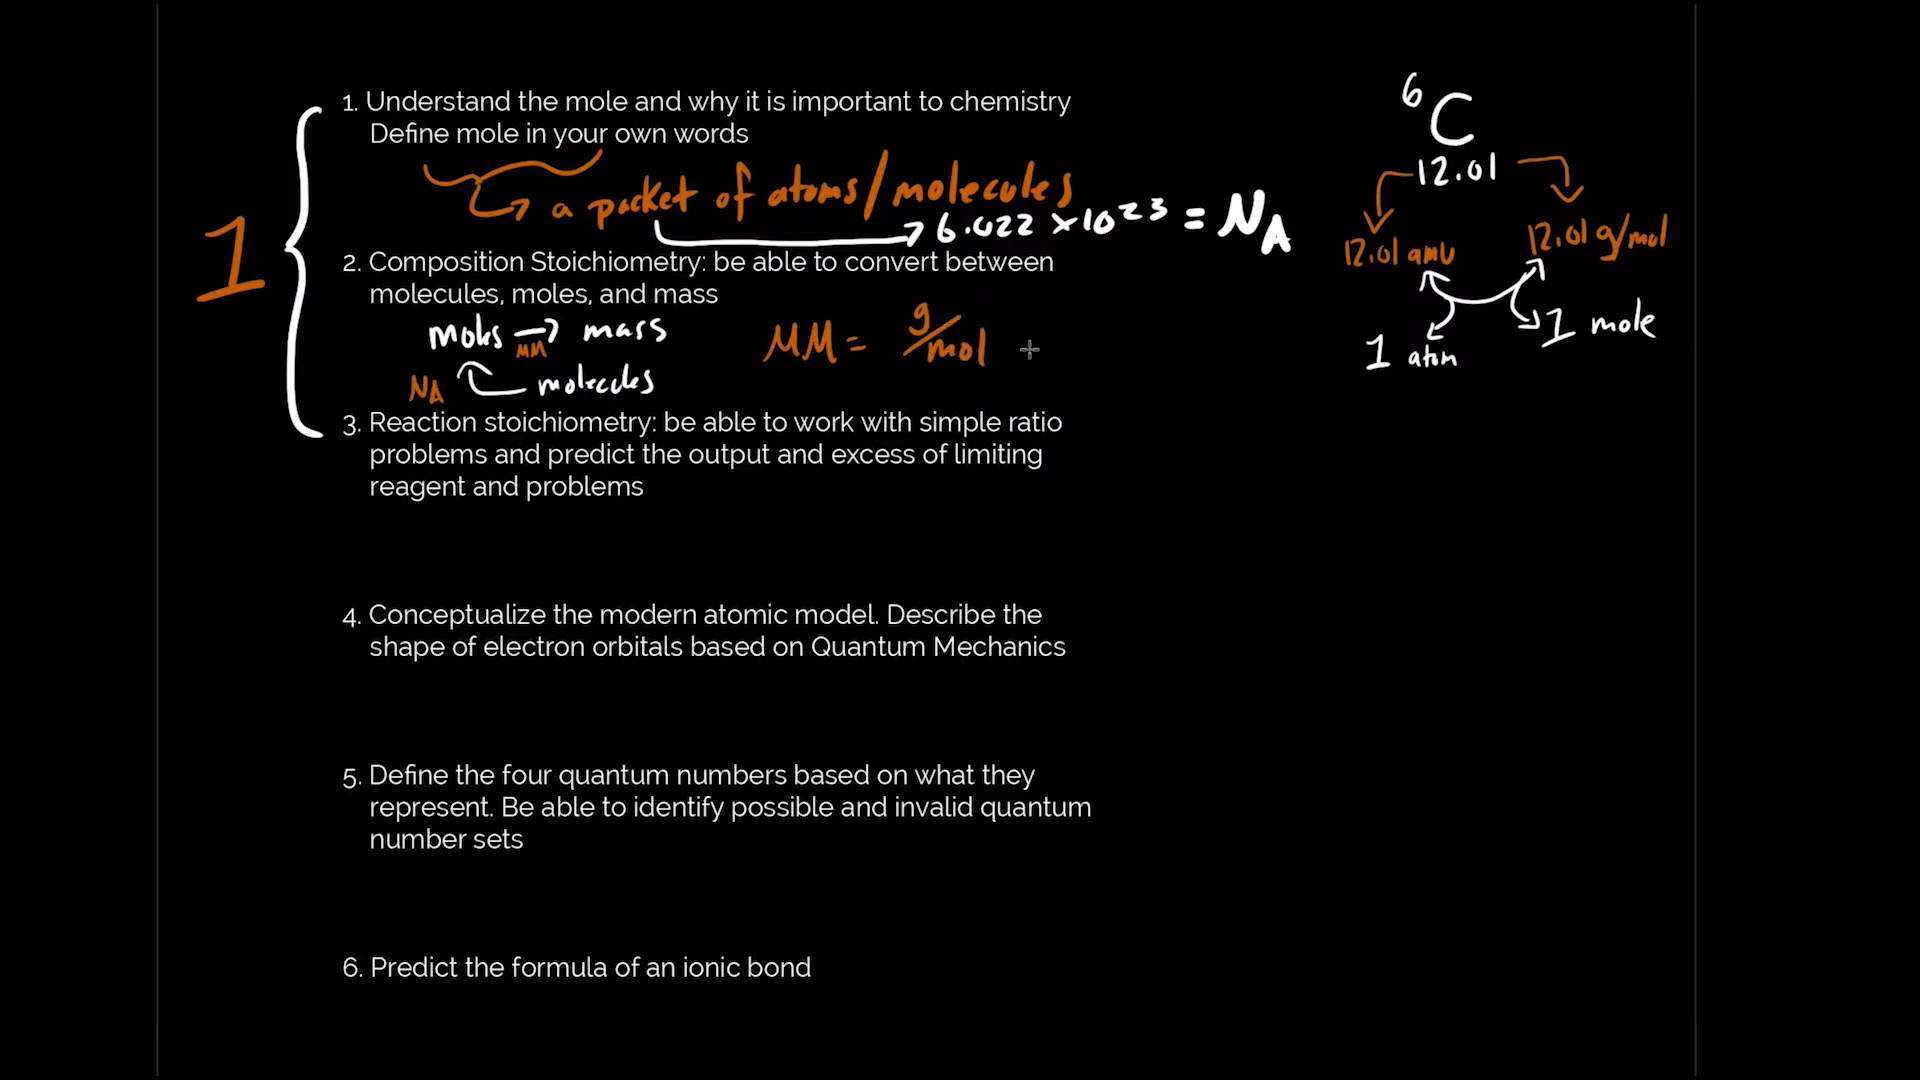 1. Understand the mole and why it is important to chemistry
Define mole in your own words
a packet of atoms/molecules
6.022 ×10 23 = NA
1
2. Composition Stoichiometry: be able to convert between
molecules, moles, and mass
moles → mass
MM
NA
molecules
MM = g/mol
3. Reaction stoichiometry: be able to work with simple ratio
problems and predict the output and excess of limiting
reagent and problems
4. Conceptualize the modern atomic model. Describe the
shape of electron orbitals based on Quantum Mechanics
5. Define the four quantum numbers based on what they
represent. Be able to identify possible and invalid quantum
number sets
6. Predict the formula of an ionic bond
6 C
12.01
12.01 amu
12.01 g/mol
1 atom
1 mole